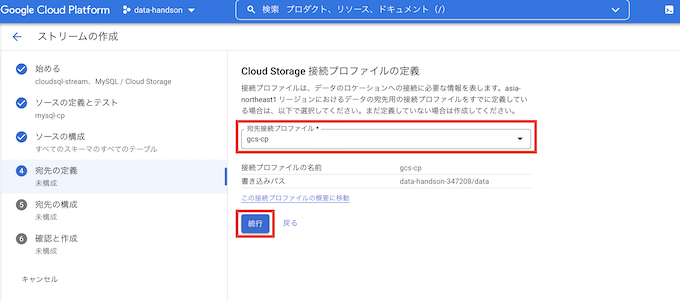 Google Cloud Platform
data-handson
検索 プロダクト、リソース、ドキュメント（/）
ストリームの作成
始める
cloudsql-stream、MySQL / Cloud Storage
ソースの定義とテスト
mysql-cp
ソースの構成
すべてのスキーマのすべてのテーブル
4 宛先の定義
未構成
5 宛先の構成
未構成
6 確認と作成
未構成
キャンセル
Cloud Storage 接続プロファイルの定義
接続プロファイルは、データのロケーションへの接続に必要な情報を表します。asia-
northeast1 リージョンにおけるデータの宛先用の接続プロファイルをすでに定義してい
る場合は、以下で選択してください。まだ定義していない場合は作成してください。
宛先接続プロファイル *
gcs-cp
接続プロファイルの名前 gcs-cp
書き込みパス data-handson-347208/data
この接続プロファイルの概要に移動
続行 戻る